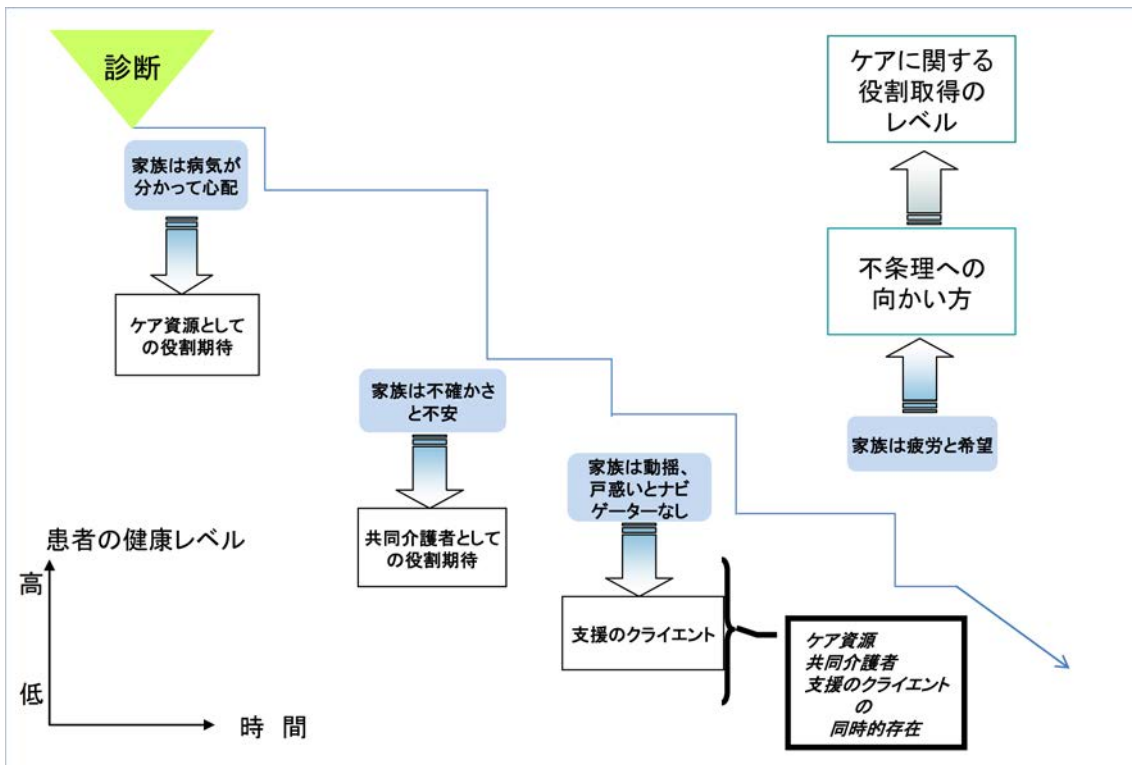 診断
家族は病気が
分かって心配
ケア資源として
の役割期待
家族は不確かさ
と不安
共同介護者として
の役割期待
家族は動揺、
戸惑いとナビ
ゲーターなし
支援のクライエント
ケア資源
共同介護者
支援のクライエント
の
同時的存在
ケアに関する
役割取得の
レベル
不条理への
向かい方
家族は疲労と希望
患者の健康レベル
高
低
時 間